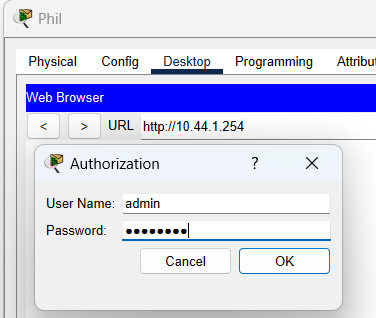 Phil
Physical Config Desktop Programming Attribut
Web Browser
< > URL http://10.44.1.254
Authorization ?
User Name: admin
Password: ●●●●●●●●
Cancel OK